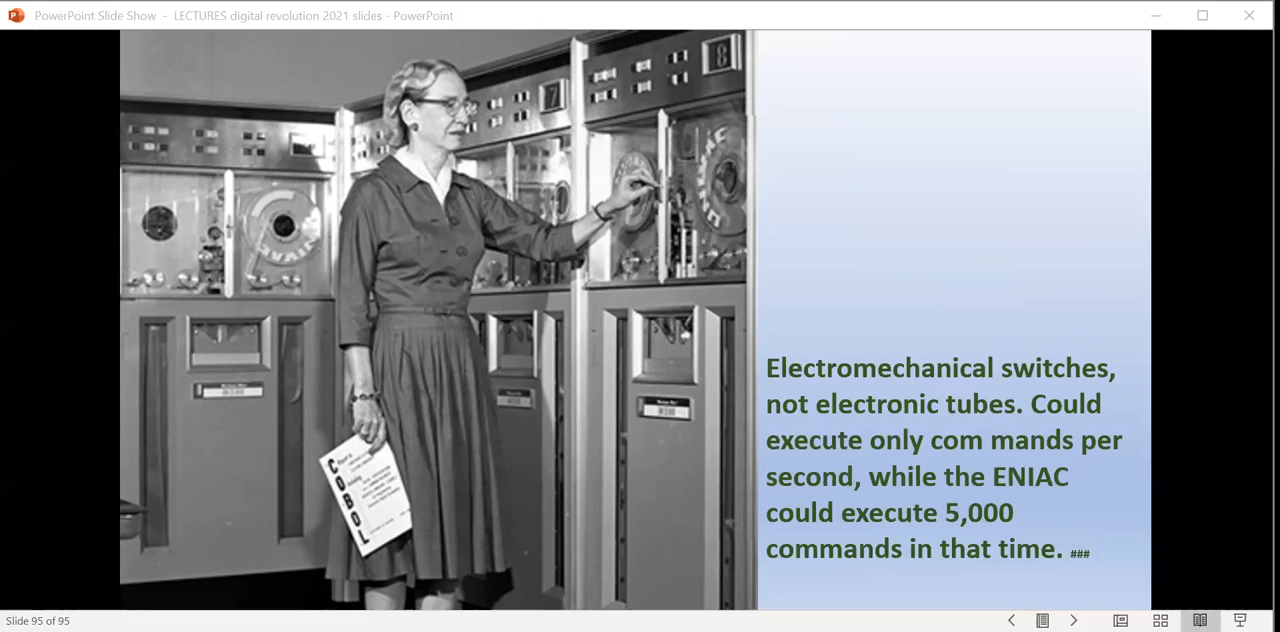 PowerPoint Slide Show - LECTURES digital revolution 2021 slides - PowerPoint
7
8
UNIVAC
COBOL
Electromechanical switches,
not electronic tubes. Could
execute only com mands per
second, while the ENIAC
could execute 5,000
commands in that time. ###
Slide 95 of 95